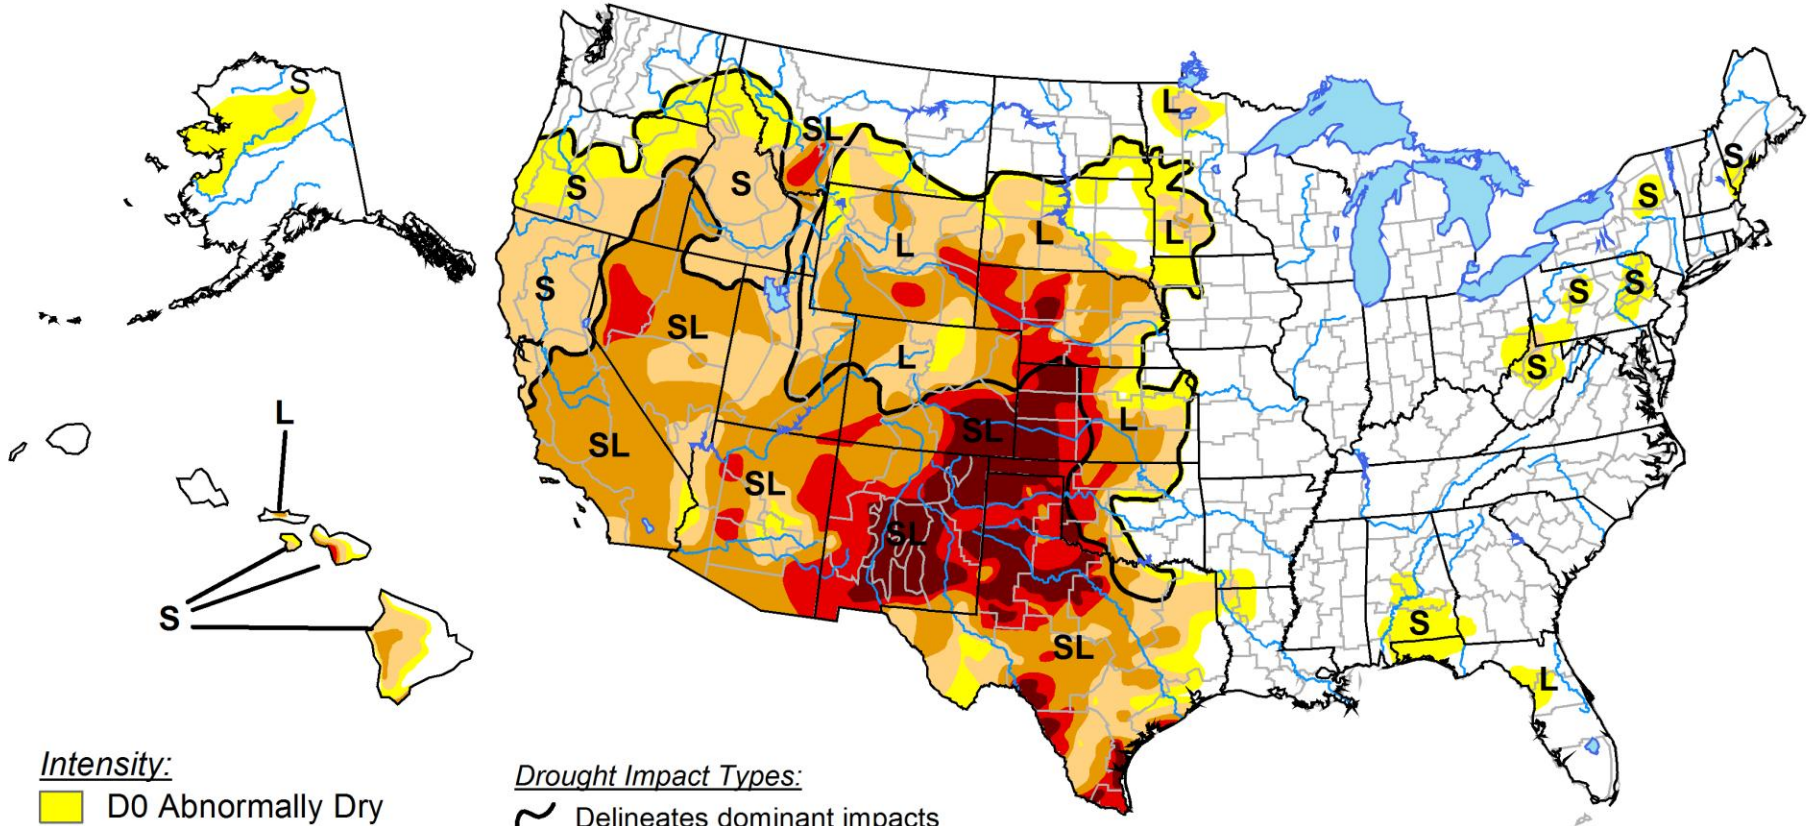 S
L
S
SL
S
S
L
L
L
S
S
SL
L
S
S
S
L
SL
SL
SL
L
SL
SL
S
L
L
S
Intensity:
D0 Abnormally Dry
Drought Impact Types:
Delineates dominant impacts